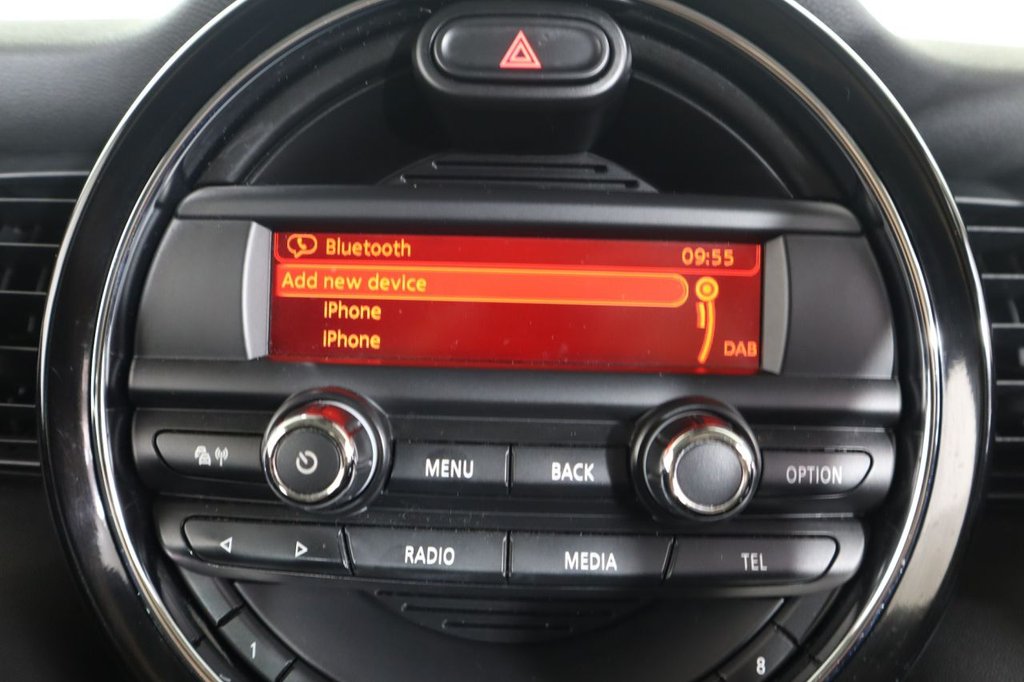 Bluetooth 09:55
Add new device
iPhone
iPhone
DAB
MENU BACK OPTION
RADIO MEDIA TEL
1 8